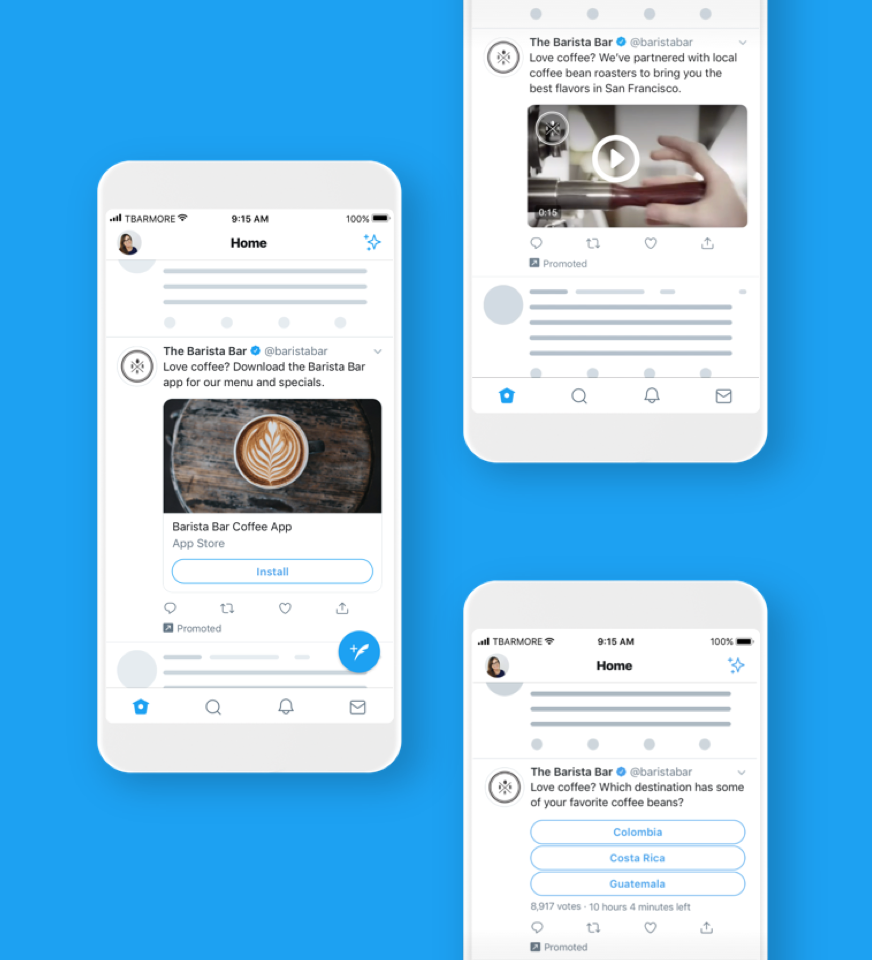 The Barista Bar @baristabar
Love coffee? We've partnered with local
coffee bean roasters to bring you the
best flavors in San Francisco.
0:15
Promoted
TBARMORE 9:15 AM 100%
Home
The Barista Bar @baristabar
Love coffee? Download the Barista Bar
app for our menu and specials.
Barista Bar Coffee App
App Store
Install
Promoted
TBARMORE 9:15 AM 100%
Home
The Barista Bar @baristabar
Love coffee? Which destination has some
of your favorite coffee beans?
Colombia
Costa Rica
Guatemala
8,917 votes · 10 hours 4 minutes left
Promoted